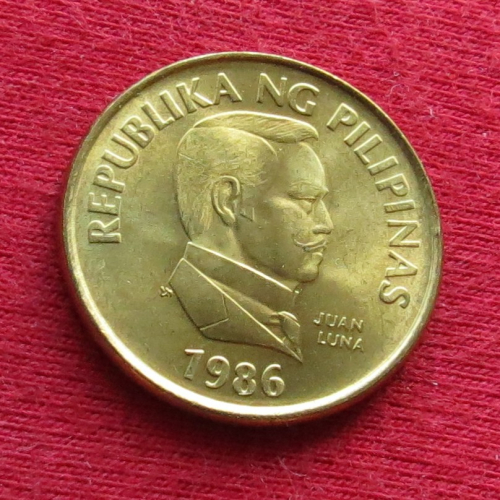 REPUBLIKA NG PILIPINAS
JUAN
LUNA
1986